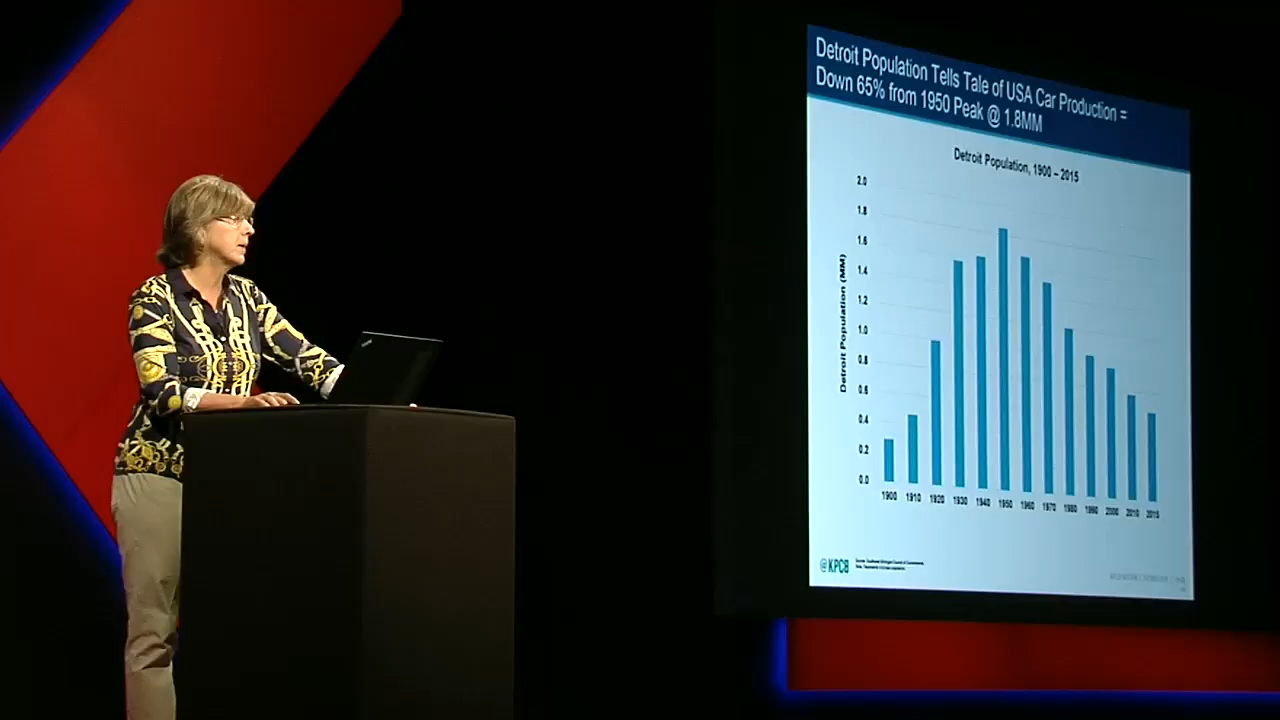 Detroit Population Tells Tale of USA Car Production =
Down 65% from 1950 Peak @ 1.8MM
Detroit Population, 1900 – 2015
Detroit Population (MM)
2.0
1.8
1.6
1.4
1.2
1.0
0.8
0.6
0.4
0.2
0.0
1900 1910 1920 1930 1940 1950 1960 1970 1980 1990 2000 2010 2015
@KPCB